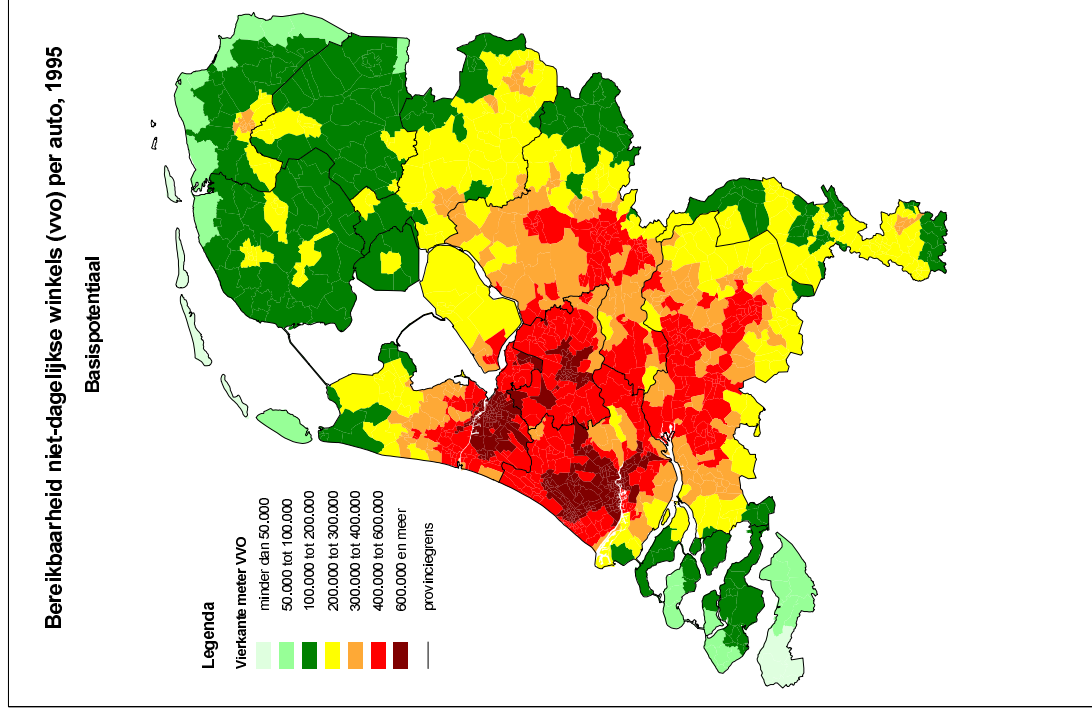 Bereikbaarheid niet-dagelijkse winkels (vvo) per auto, 1995
Basispotentiaal
Legenda
Vierkante meter VVO
minder dan 50.000
50.000 tot 100.000
100.000 tot 200.000
200.000 tot 300.000
300.000 tot 400.000
400.000 tot 600.000
600.000 en meer
provinciegrens